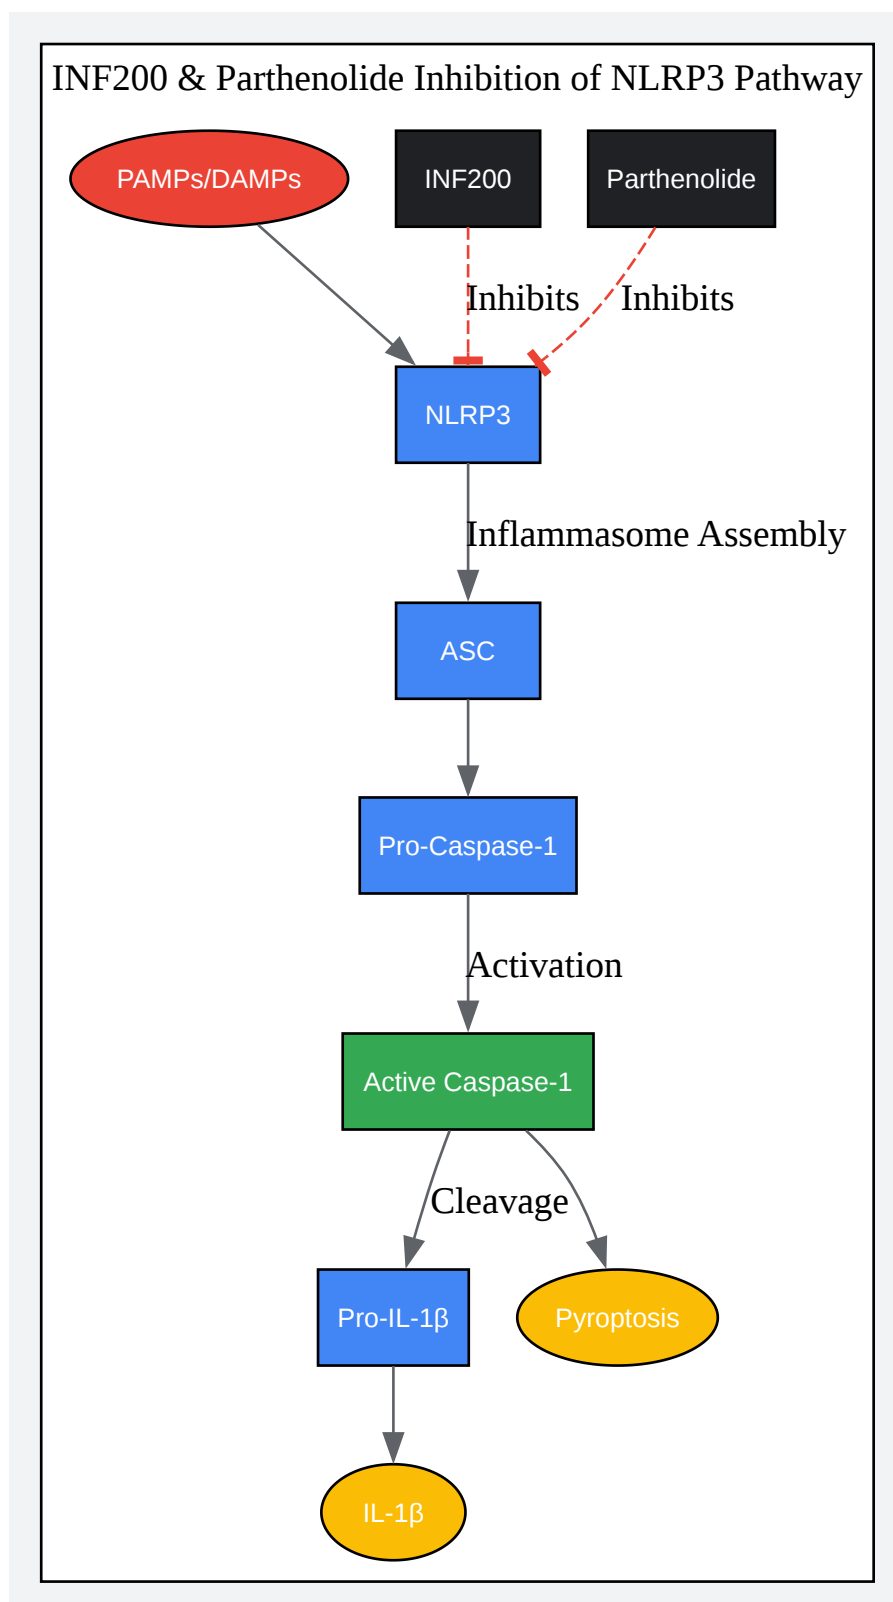 INF200 & Parthenolide Inhibition of NLRP3 Pathway
PAMPs/DAMPs
INF200
Parthenolide
Inhibits
Inhibits
NLRP3
Inflammasome Assembly
ASC
Pro-Caspase-1
Activation
Active Caspase-1
Cleavage
Pro-IL-1β
Pyroptosis
IL-1β